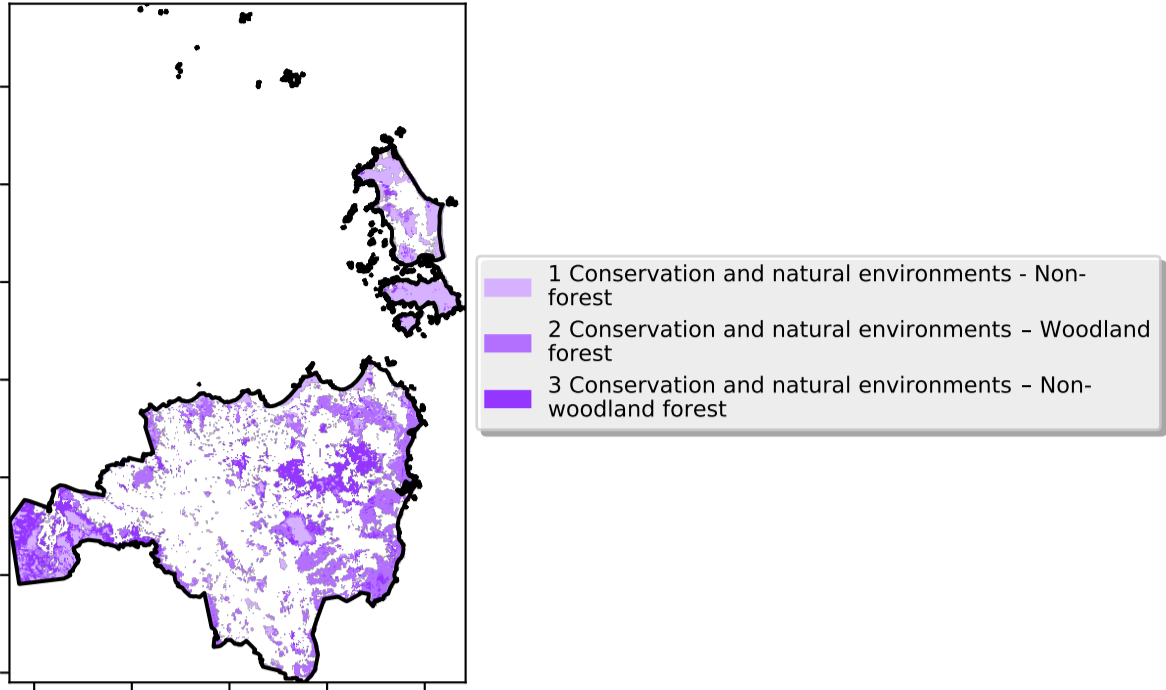 1 Conservation and natural environments - Non-
forest
2 Conservation and natural environments – Woodland
forest
3 Conservation and natural environments – Non-
woodland forest